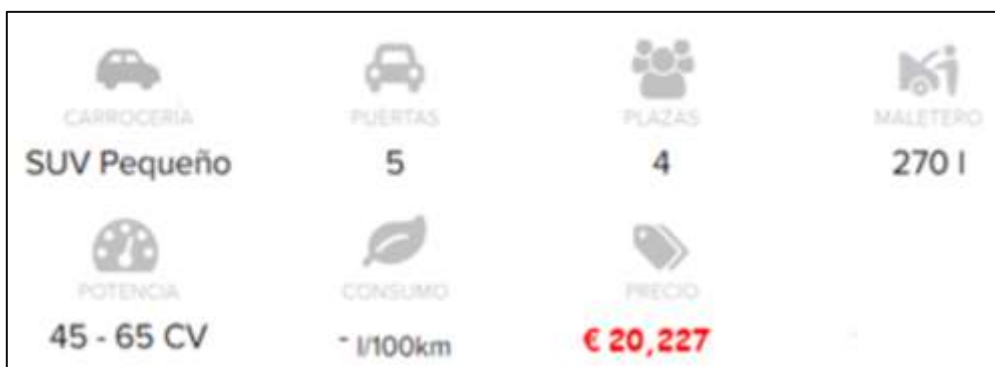 CARROCERÍA PUERTAS PLAZAS MALETERO
SUV Pequeño 5 4 270 l
POTENCIA CONSUMO PRECIO
45 - 65 CV - l/100km € 20,227